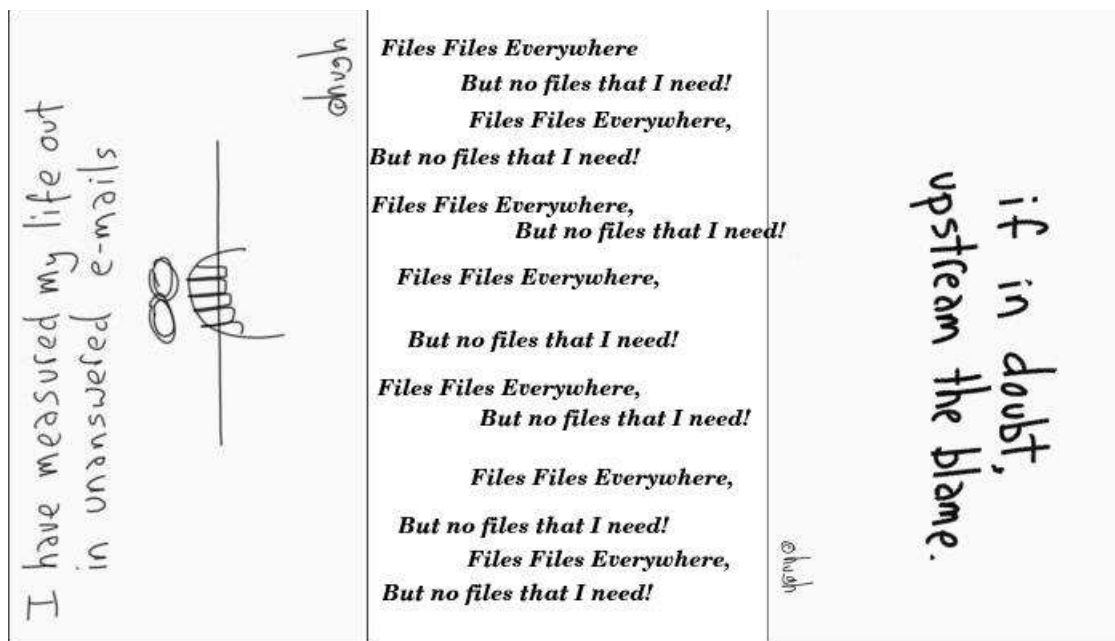 I have measured my life out
in unanswered e-mails
@hugh
Files Files Everywhere
But no files that I need!
Files Files Everywhere,
But no files that I need!
Files Files Everywhere,
But no files that I need!
Files Files Everywhere,
But no files that I need!
Files Files Everywhere,
But no files that I need!
Files Files Everywhere,
But no files that I need!
Files Files Everywhere,
But no files that I need!
if in doubt,
upstream the blame.
@hugh